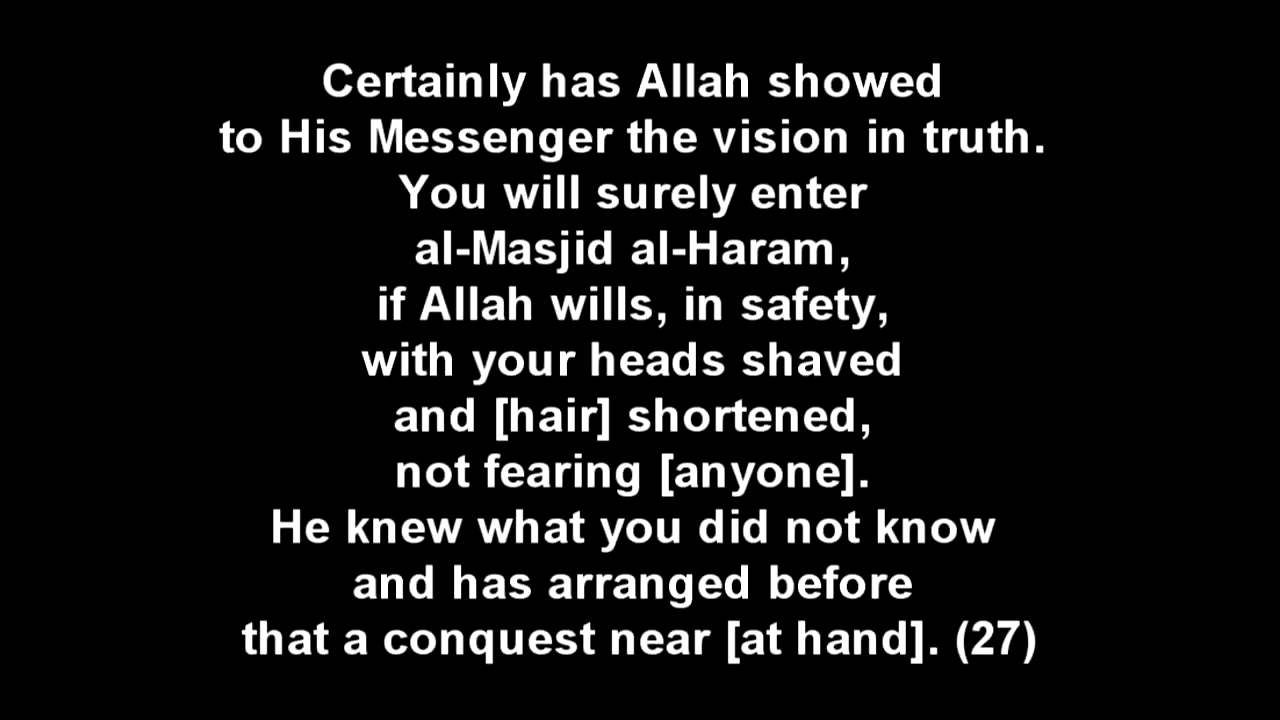 Certainly has Allah showed
to His Messenger the vision in truth.
You will surely enter
al-Masjid al-Haram,
if Allah wills, in safety,
with your heads shaved
and [hair] shortened,
not fearing [anyone].
He knew what you did not know
and has arranged before
that a conquest near [at hand]. (27)